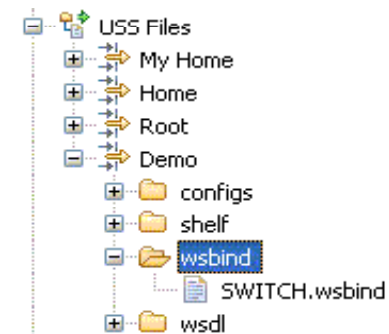 USS Files
My Home
Home
Root
Demo
configs
shelf
wsbind
SWITCH.wsbind
wsdl